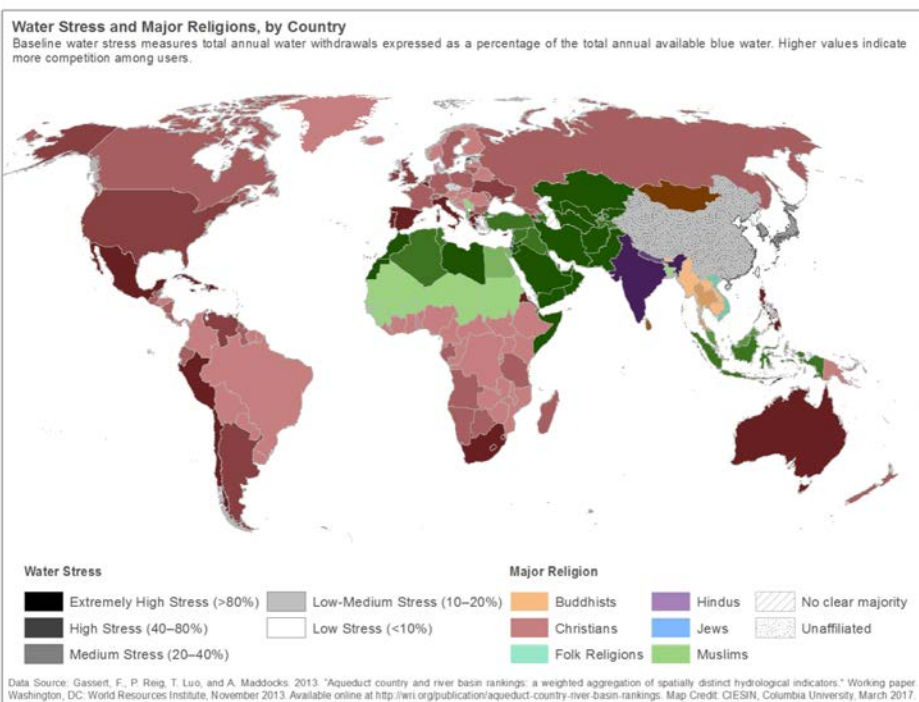 Water Stress and Major Religions, by Country
Baseline water stress measures total annual water withdrawals expressed as a percentage of the total annual available blue water. Higher values indicate
more competition among users.
Water Stress
Extremely High Stress (>80%)
High Stress (40–80%)
Medium Stress (20–40%)
Low-Medium Stress (10–20%)
Low Stress (<10%)
Major Religion
Buddhists
Christians
Folk Religions
Hindus
Jews
Muslims
No clear majority
Unaffiliated
Data Source: Gassert, F., P. Reig, T. Luo, and A. Maddocks. 2013. "Aqueduct country and river basin rankings: a weighted aggregation of spatially distinct hydrological indicators." Working paper.
Washington, DC: World Resources Institute, November 2013. Available online at http://wri.org/publication/aqueduct-country-river-basin-rankings. Map Credit: CIESIN, Columbia University, March 2017.